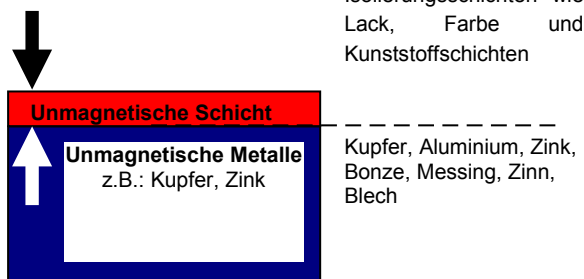 Isolierungsschichten wie
Lack, Farbe und
Kunststoffschichten
Unmagnetische Schicht
Unmagnetische Metalle
z.B.: Kupfer, Zink
Kupfer, Aluminium, Zink,
Bonze, Messing, Zinn,
Blech